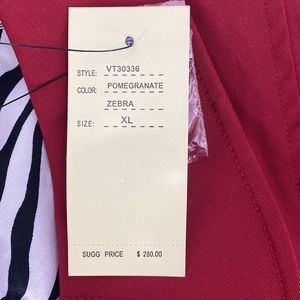 STYLE: VT30336
COLOR: POMEGRANATE
ZEBRA
SIZE: XL
SUGG PRICE $ 280.00